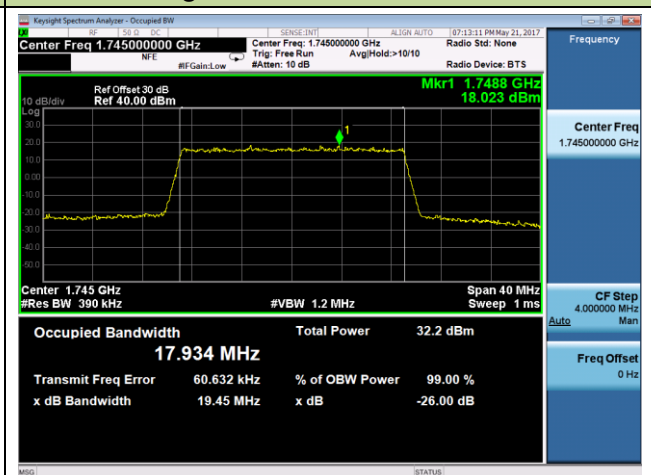 Keysight Spectrum Analyzer - Occupied BW
RF 50 Ω DC SENSE:INT ALIGN AUTO 07:13:11 PM May 21, 2017
Center Freq 1.745000000 GHz Center Freq: 1.745000000 GHz Radio Std: None Frequency
NFE Trig: Free Run Avg|Hold:>10/10
#IFGain:Low #Atten: 10 dB Radio Device: BTS
Mkr1 1.7488 GHz
18.023 dBm
Ref Offset 30 dB
10 dB/div Ref 40.00 dBm
Log
30.0
20.0
10.0
0.00
-10.0
-20.0
-30.0
-40.0
-50.0
1
Center Freq
1.745000000 GHz
Center 1.745 GHz Span 40 MHz
#Res BW 390 kHz #VBW 1.2 MHz Sweep 1 ms
CF Step
4.000000 MHz
Auto Man
Occupied Bandwidth Total Power 32.2 dBm
17.934 MHz
Transmit Freq Error 60.632 kHz % of OBW Power 99.00 %
x dB Bandwidth 19.45 MHz x dB -26.00 dB
Freq Offset
0 Hz
MSG STATUS